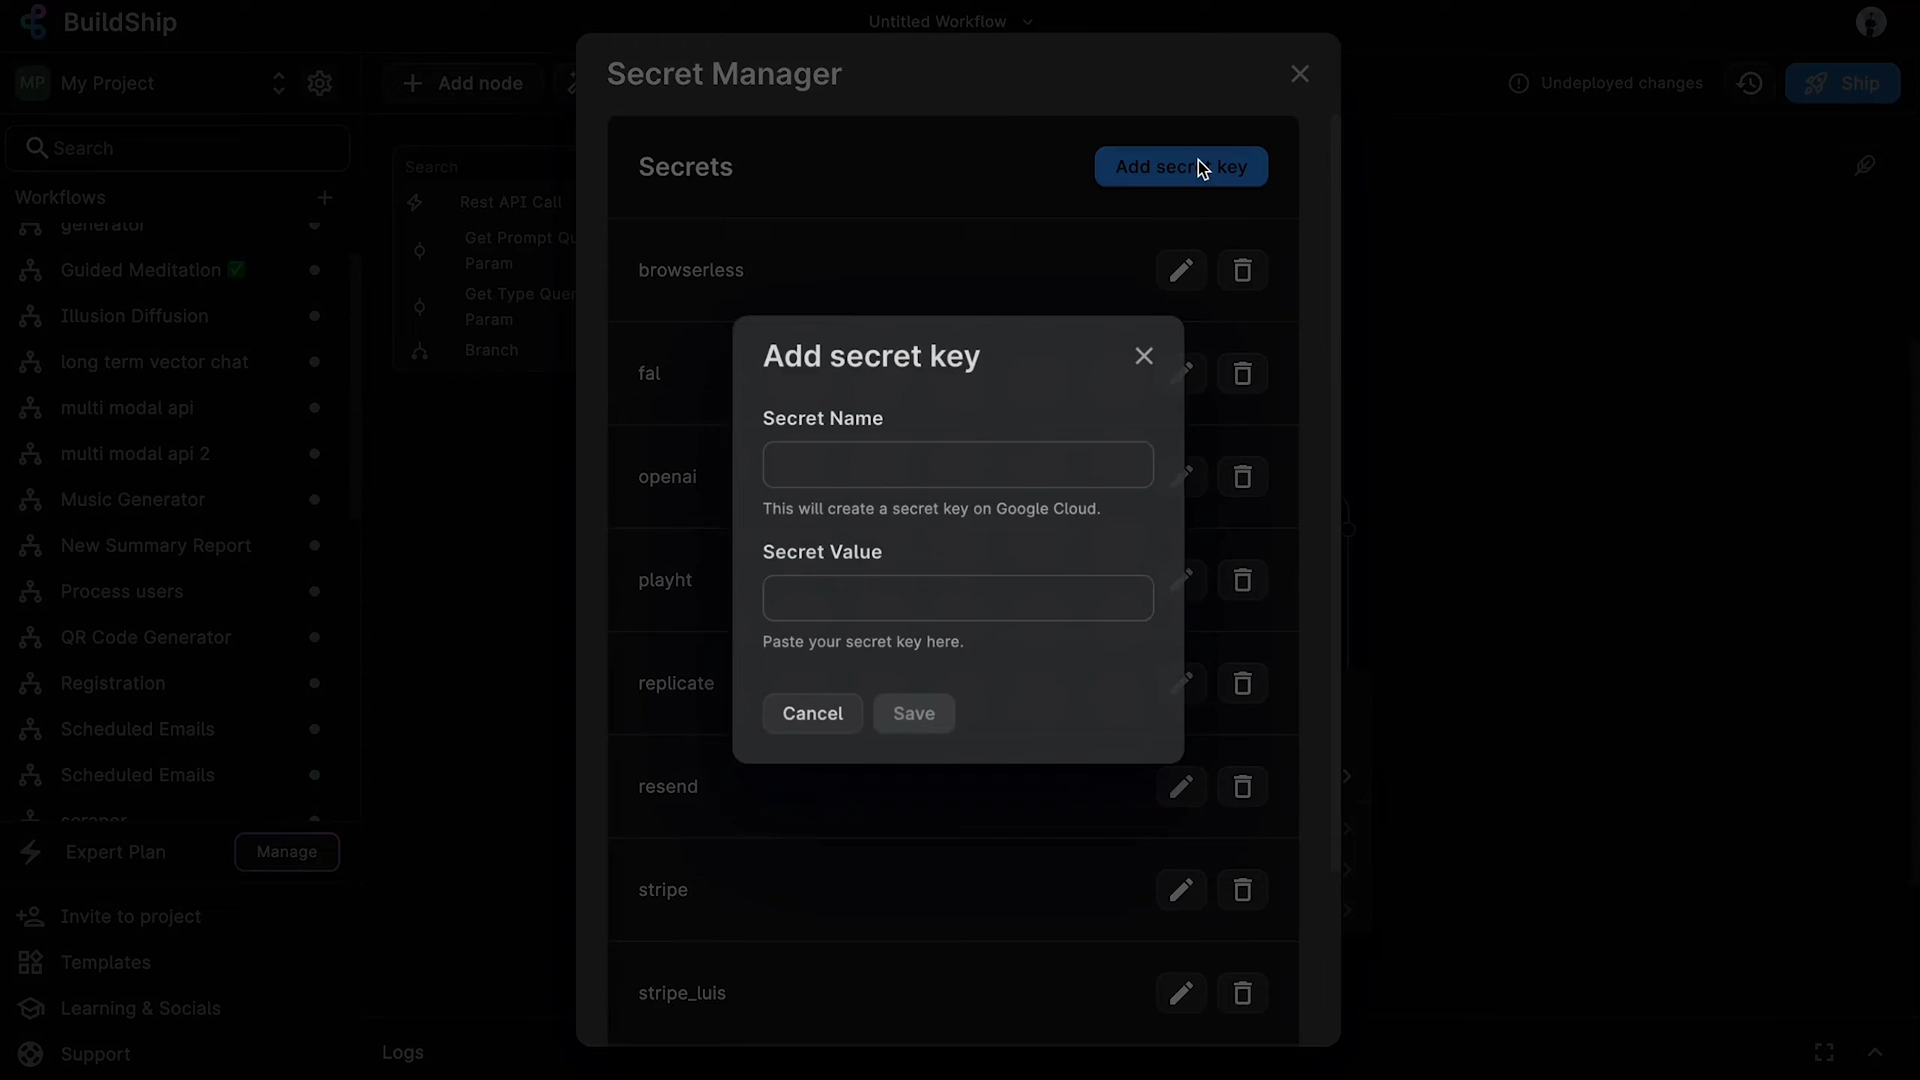 BuildShip
Untitled Workflow
MP My Project
Add node
Undeployed changes
Ship
Search
Workflows
generator
Guided Meditation
Illusion Diffusion
long term vector chat
multi modal api
multi modal api 2
Music Generator
New Summary Report
Process users
QR Code Generator
Registration
Scheduled Emails
Scheduled Emails
scraper
Expert Plan
Manage
Invite to project
Templates
Learning & Socials
Support
Search
Rest API Call
Get Prompt Qu
Param
Get Type Quer
Param
Branch
Logs
Secret Manager
Secrets
Add secret key
browserless
fal
openai
playht
replicate
resend
stripe
stripe_luis
Add secret key
Secret Name
This will create a secret key on Google Cloud.
Secret Value
Paste your secret key here.
Cancel
Save